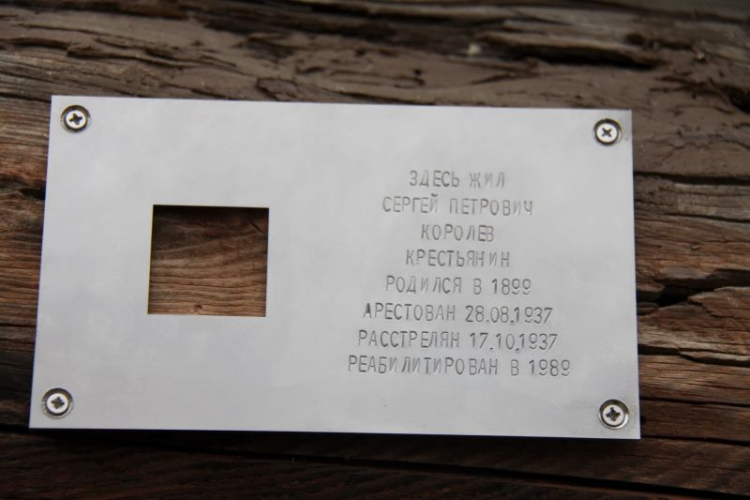 ЗДЕСЬ ЖИЛ
СЕРГЕЙ ПЕТРОВИЧ
КОРОЛЕВ
КРЕСТЬЯНИН
РОДИЛСЯ В 1899
АРЕСТОВАН 28.08.1937
РАССТРЕЛЯН 17.10.1937
РЕАБИЛИТИРОВАН В 1989